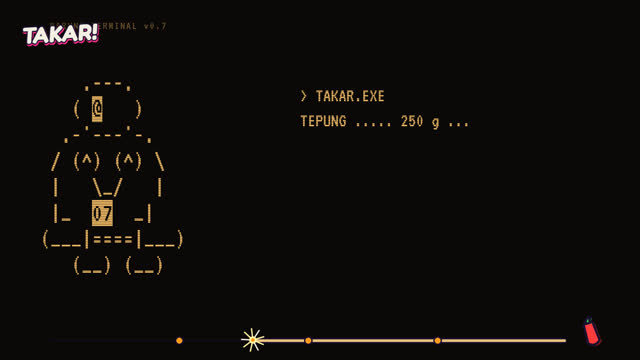 TAKAR!
TERMINAL v0.7
> TAKAR.EXE
TEPUNG ..... 250 g ...
@
07